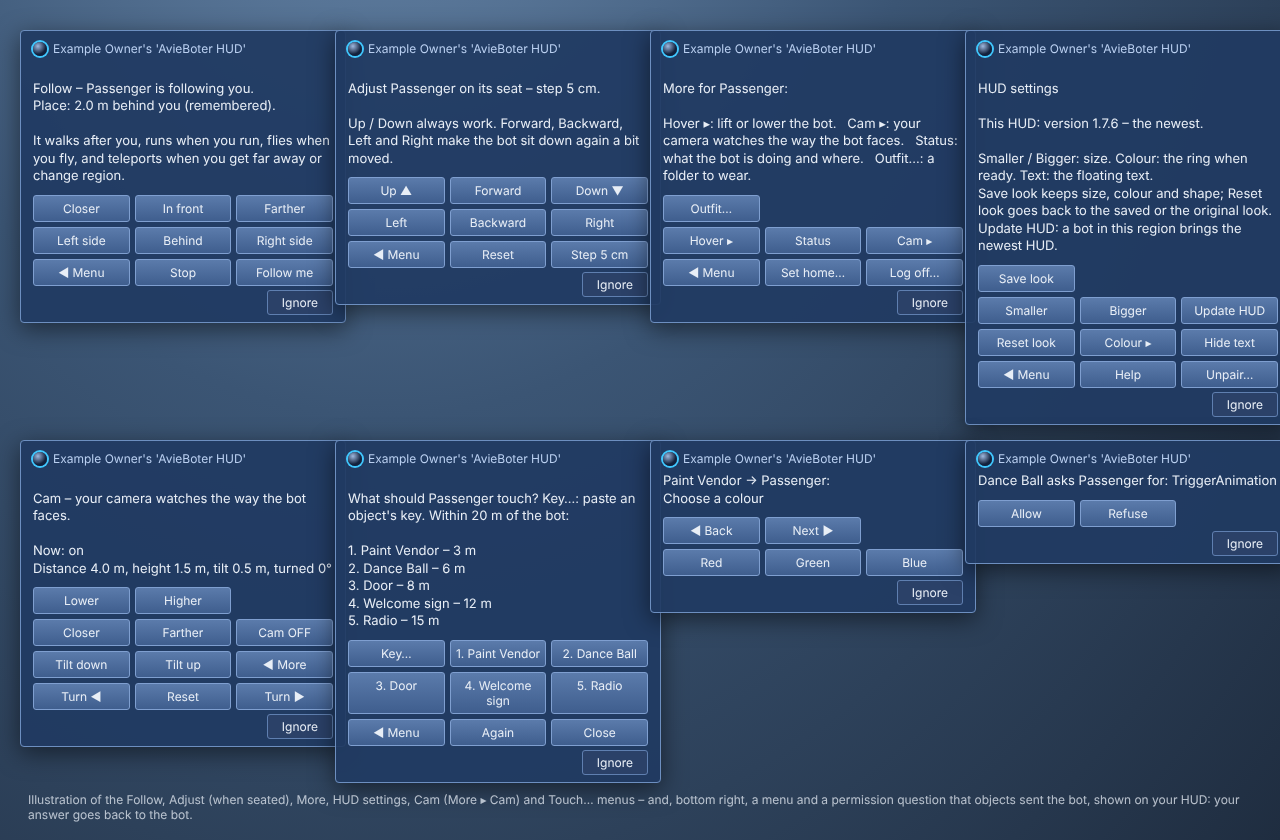 Example Owner's 'AvieBoter HUD'
Follow – Passenger is following you.
Place: 2.0 m behind you (remembered).
It walks after you, runs when you run, flies when
you fly, and teleports when you get far away or
change region.
Closer In front Farther
Left side Behind Right side
◀ Menu Stop Follow me
Ignore
Example Owner's 'AvieBoter HUD'
Adjust Passenger on its seat – step 5 cm.
Up / Down always work. Forward, Backward,
Left and Right make the bot sit down again a bit
moved.
Up ▲ Forward Down ▼
Left Backward Right
◀ Menu Reset Step 5 cm
Ignore
Example Owner's 'AvieBoter HUD'
More for Passenger:
Hover ▸: lift or lower the bot. Cam ▸: your
camera watches the way the bot faces. Status:
what the bot is doing and where. Outfit…: a
folder to wear.
Outfit…
Hover ▸ Status Cam ▸
◀ Menu Set home… Log off…
Ignore
Example Owner's 'AvieBoter HUD'
HUD settings
This HUD: version 1.7.6 – the newest.
Smaller / Bigger: size. Colour: the ring when
ready. Text: the floating text.
Save look keeps size, colour and shape; Reset
look goes back to the saved or the original look.
Update HUD: a bot in this region brings the
newest HUD.
Save look
Smaller Bigger Update HUD
Reset look Colour ▸ Hide text
◀ Menu Help Unpair…
Ignore
Example Owner's 'AvieBoter HUD'
Cam – your camera watches the way the bot
faces.
Now: on
Distance 4.0 m, height 1.5 m, tilt 0.5 m, turned 0°
Lower Higher
Closer Farther Cam OFF
Tilt down Tilt up ◀ More
Turn ◀ Reset Turn ▶
Ignore
Example Owner's 'AvieBoter HUD'
What should Passenger touch? Key…: paste an
object's key. Within 20 m of the bot:
1. Paint Vendor – 3 m
2. Dance Ball – 6 m
3. Door – 8 m
4. Welcome sign – 12 m
5. Radio – 15 m
Key… 1. Paint Vendor 2. Dance Ball
3. Door 4. Welcome sign 5. Radio
◀ Menu Again Close
Ignore
Example Owner's 'AvieBoter HUD'
Paint Vendor → Passenger:
Choose a colour
◀ Back Next ▶
Red Green Blue
Ignore
Example Owner's 'AvieBoter HUD'
Dance Ball asks Passenger for: TriggerAnimation
Allow Refuse
Ignore
Illustration of the Follow, Adjust (when seated), More, HUD settings, Cam (More ▸ Cam) and Touch… menus – and, bottom right, a menu and a permission question that objects sent the bot, shown on your HUD: your
answer goes back to the bot.